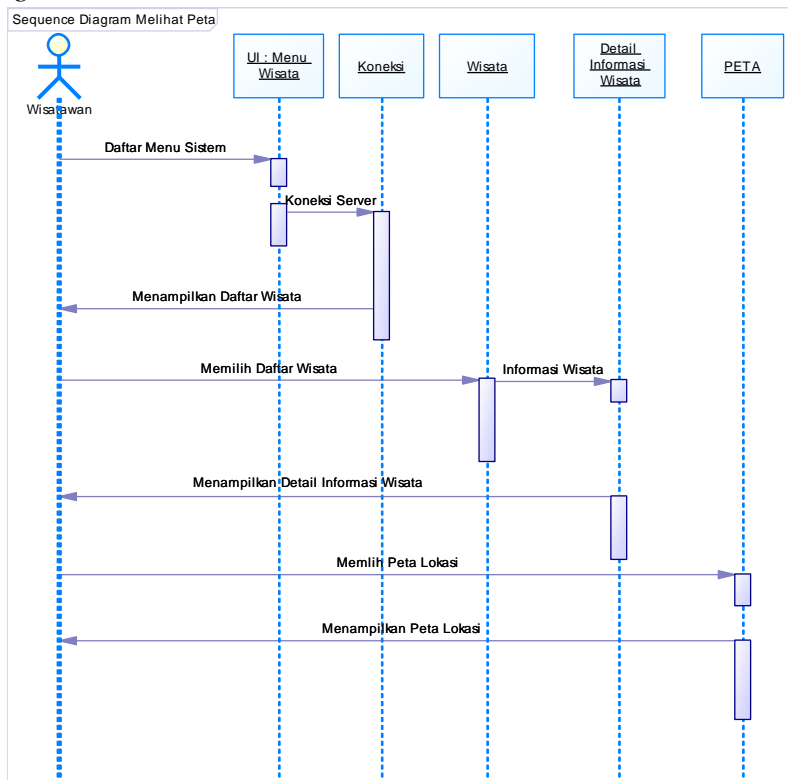 Sequence Diagram Melihat Peta
UI : Menu
Wisata
Koneksi
Wisata
Detail
Informasi
Wisata
PETA
Wisatawan
Daftar Menu Sistem
Koneksi Server
Menampilkan Daftar Wisata
Memilih Daftar Wisata
Informasi Wisata
Menampilkan Detail Informasi Wisata
Memlih Peta Lokasi
Menampilkan Peta Lokasi